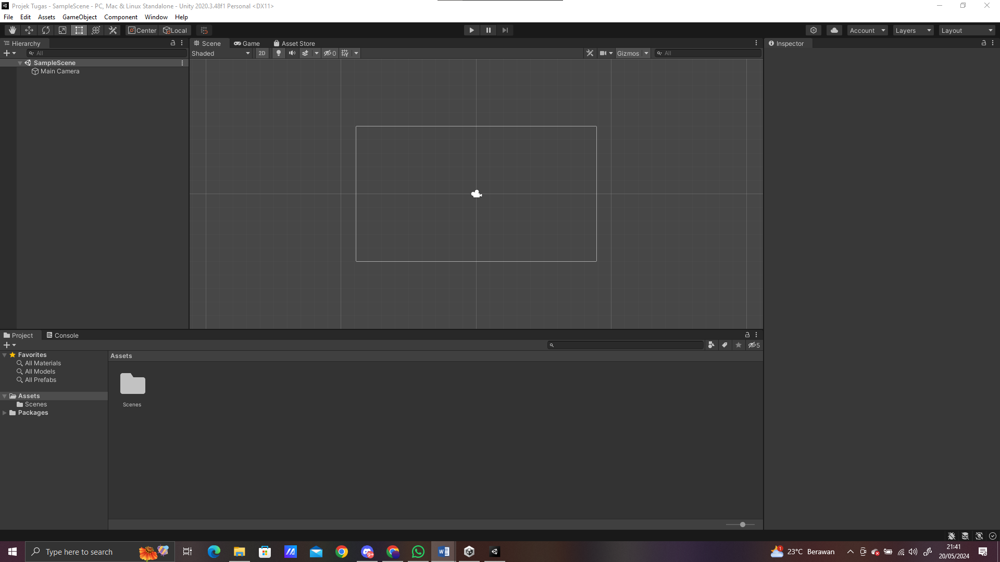 Projek Tugas - SampleScene - PC, Mac & Linux Standalone - Unity 2020.3.48f1 Personal <DX11>
File Edit Assets GameObject Component Window Help
Center Local Account Layers Layout
Hierarchy Scene Game Asset Store Inspector
All Shaded 2D 0 Gizmos All
SampleScene
Main Camera
Project Console
5
Favorites Assets
All Materials
All Models
All Prefabs
Assets
Scenes
Packages
Scenes
Type here to search 9+ 1 23°C Berawan 21:41
20/05/2024